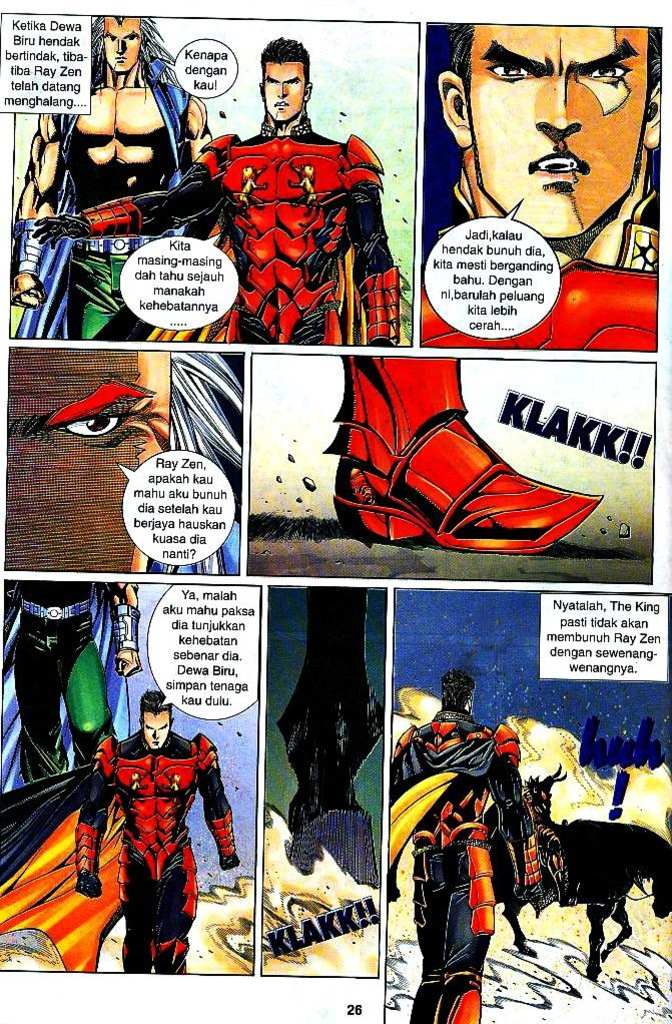 Ketika Dewa
Biru hendak
bertindak, tiba-
tiba Ray Zen
telah datang
menghalang....
Kenapa
dengan
kau!
Kita
masing-masing
dah tahu sejauh
manakah
kehebatannya
.....
Jadi,kalau
hendak bunuh dia,
kita mesti berganding
bahu. Dengan
ni,barulah peluang
kita lebih
cerah....
Ray Zen,
apakah kau
mahu aku bunuh
dia setelah kau
berjaya hauskan
kuasa dia
nanti?
KLAKK!!
Ya, malah
aku mahu paksa
dia tunjukkan
kehebatan
sebenar dia.
Dewa Biru,
simpan tenaga
kau dulu.
KLAKK!!
Nyatalah, The King
pasti tidak akan
membunuh Ray Zen
dengan sewenang-
wenangnya.
huh
!
26